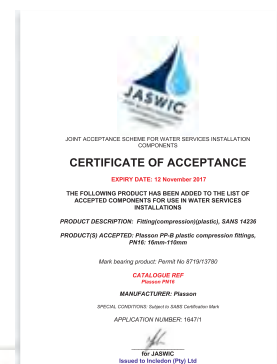 JASWIC
JOINT ACCEPTANCE SCHEME FOR WATER SERVICES INSTALLATION
COMPONENTS
CERTIFICATE OF ACCEPTANCE
EXPIRY DATE: 12 November 2017
THE FOLLOWING PRODUCT HAS BEEN ADDED TO THE LIST OF
ACCEPTED COMPONENTS FOR USE IN WATER SERVICES
INSTALLATIONS
PRODUCT DESCRIPTION: Fitting(compression)(plastic), SANS 14236
PRODUCT(S) ACCEPTED: Plasson PP-B plastic compression fittings,
PN16: 16mm-110mm
Mark bearing product: Permit No 8719/13780
CATALOGUE REF
Plasson PN16
MANUFACTURER: Plasson
SPECIAL CONDITIONS: Subject to SABS Certification Mark
APPLICATION NUMBER: 1647/1
for JASWIC
Issued to Incledon (Pty) Ltd